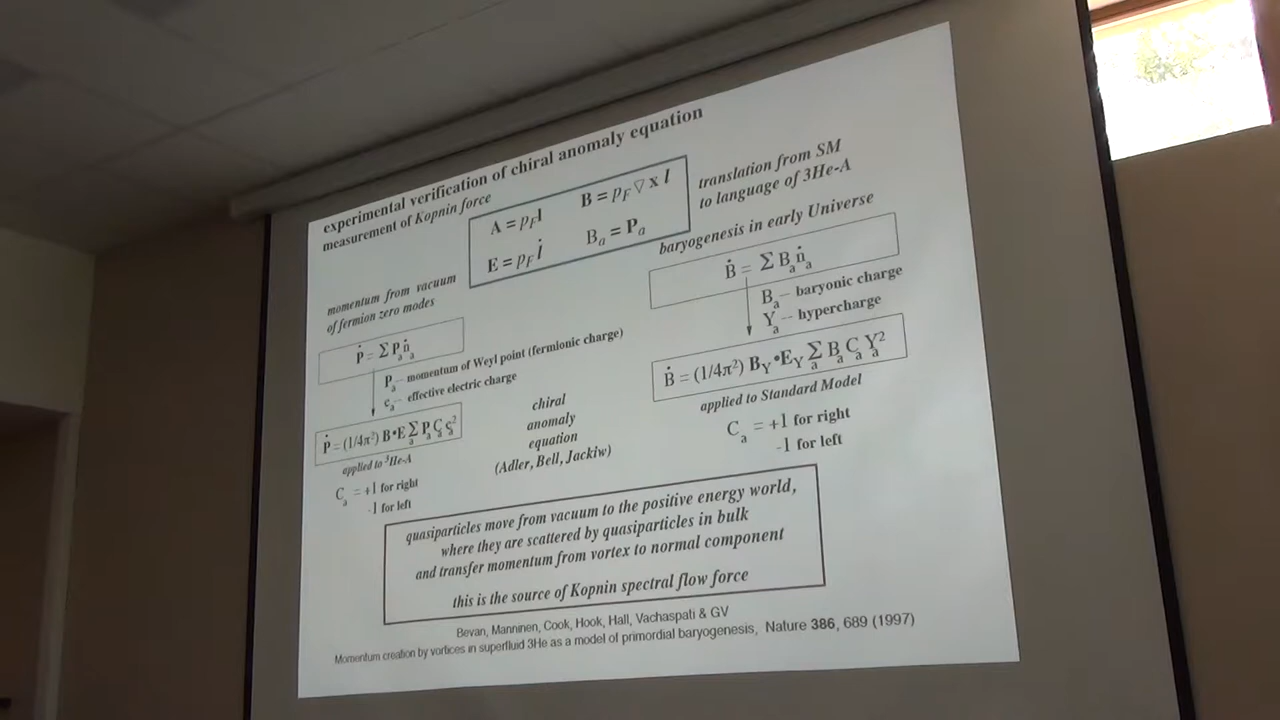 experimental verification of chiral anomaly equation
measurement of Kopnin force
A = p_F l    B = p_F ∇ x l
E = p_F l̇    B_a = P_a
translation from SM
to language of 3He-A
momentum from vacuum
of fermion zero modes
Ṗ = Σ P_a ṅ_a
P_a – momentum of Weyl point (fermionic charge)
e_a – effective electric charge
Ṗ = (1/4π²) B•E Σ_a P_a C_a e_a²
applied to ³He-A
C_a = +1 for right
-1 for left
chiral
anomaly
equation
(Adler, Bell, Jackiw)
baryogenesis in early Universe
Ḃ = Σ B_a ṅ_a
B_a – baryonic charge
Y_a – hypercharge
Ḃ = (1/4π²) B_Y•E_Y Σ_a B_a C_a Y_a²
applied to Standard Model
C_a = +1 for right
-1 for left
quasiparticles move from vacuum to the positive energy world,
where they are scattered by quasiparticles in bulk
and transfer momentum from vortex to normal component
this is the source of Kopnin spectral flow force
Bevan, Manninen, Cook, Hook, Hall, Vachaspati & GV
Momentum creation by vortices in superfluid 3He as a model of primordial baryogenesis, Nature 386, 689 (1997)